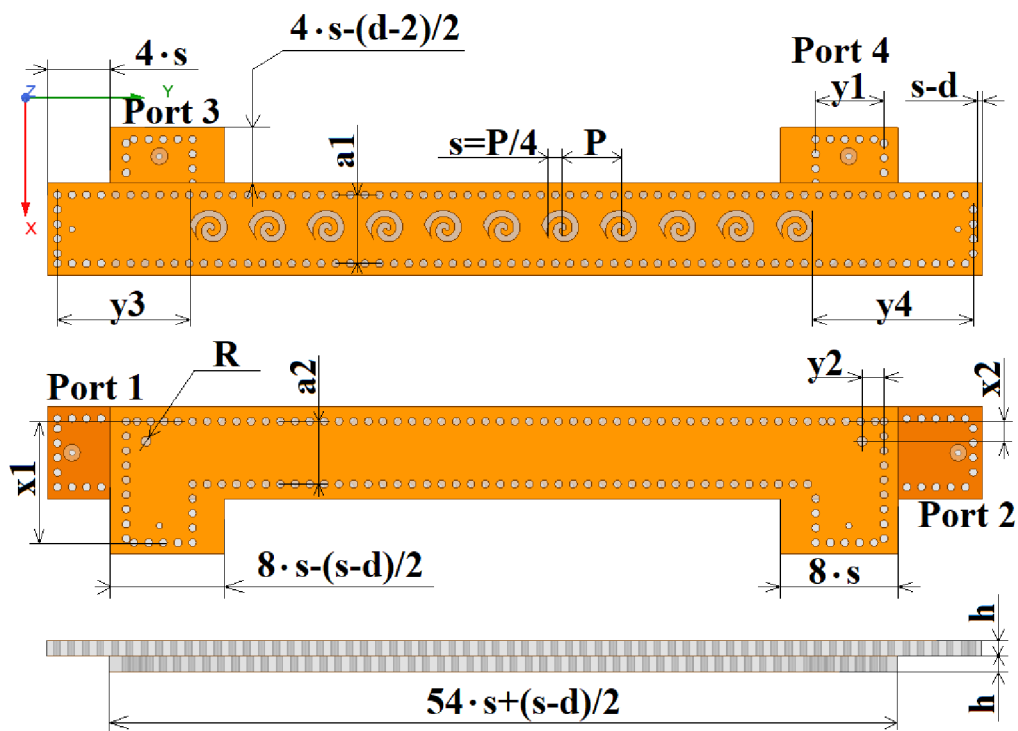 4·s-(d-2)/2
4·s
Port 4
Z
Y
Port 3
y1
s-d
a1
s=P/4
P
X
y3
y4
R
a2
y2
x2
Port 1
x1
Port 2
8·s-(s-d)/2
8·s
h
54·s+(s-d)/2
h